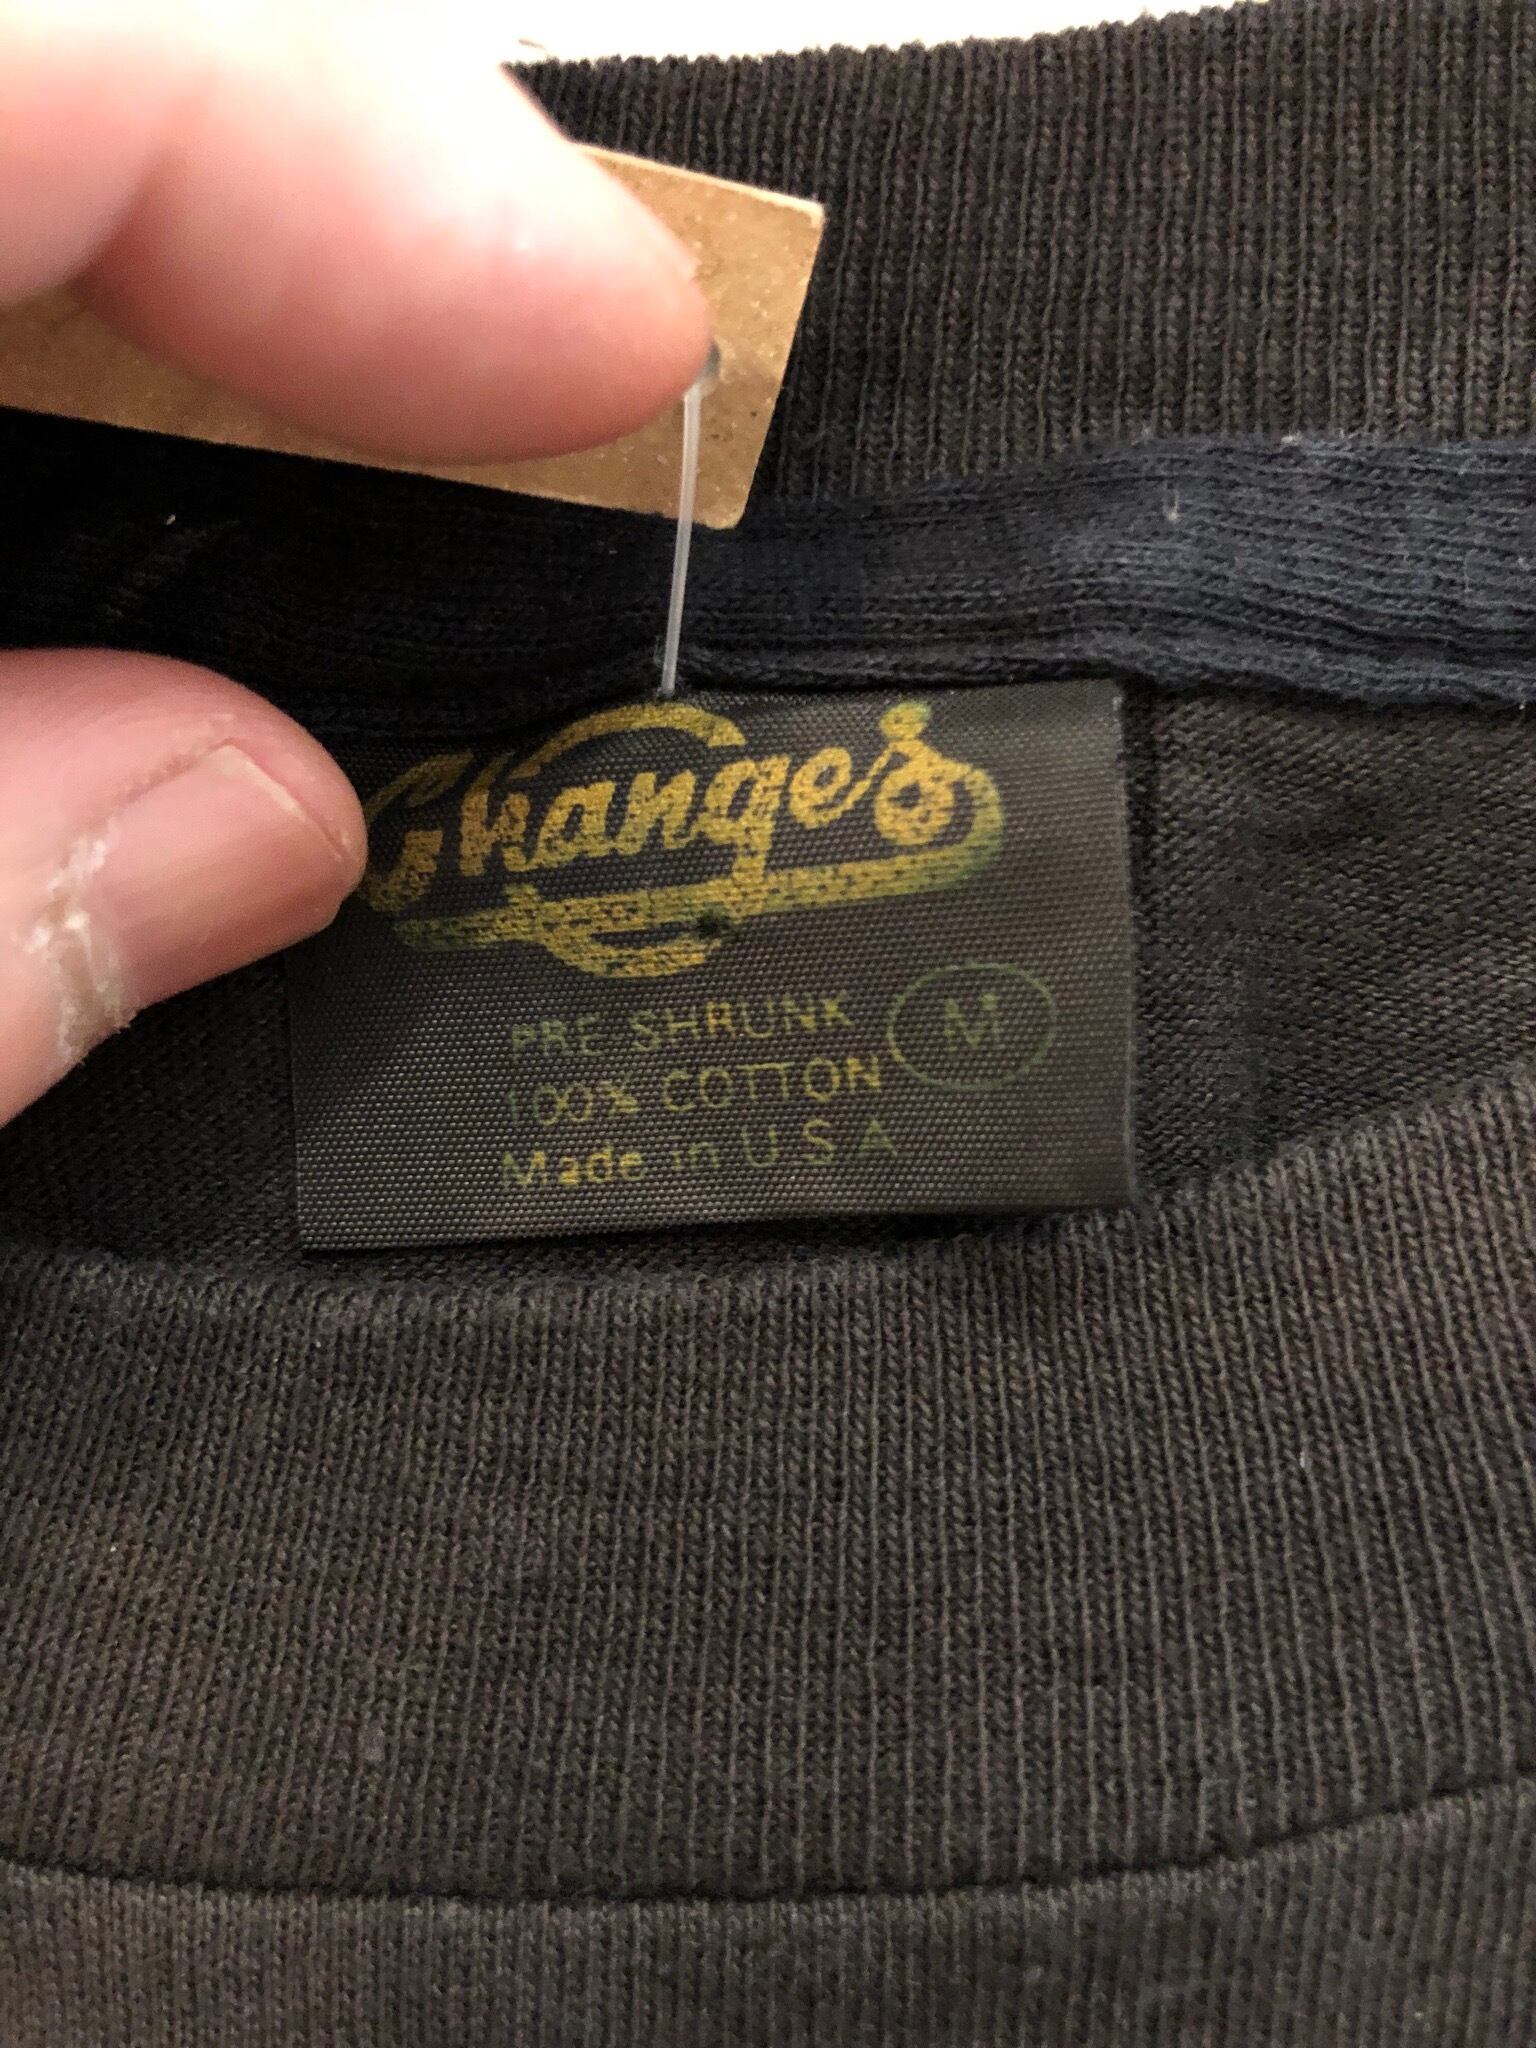 Changes
PRE-SHRUNK
100% COTTON
Made in U.S.A
M